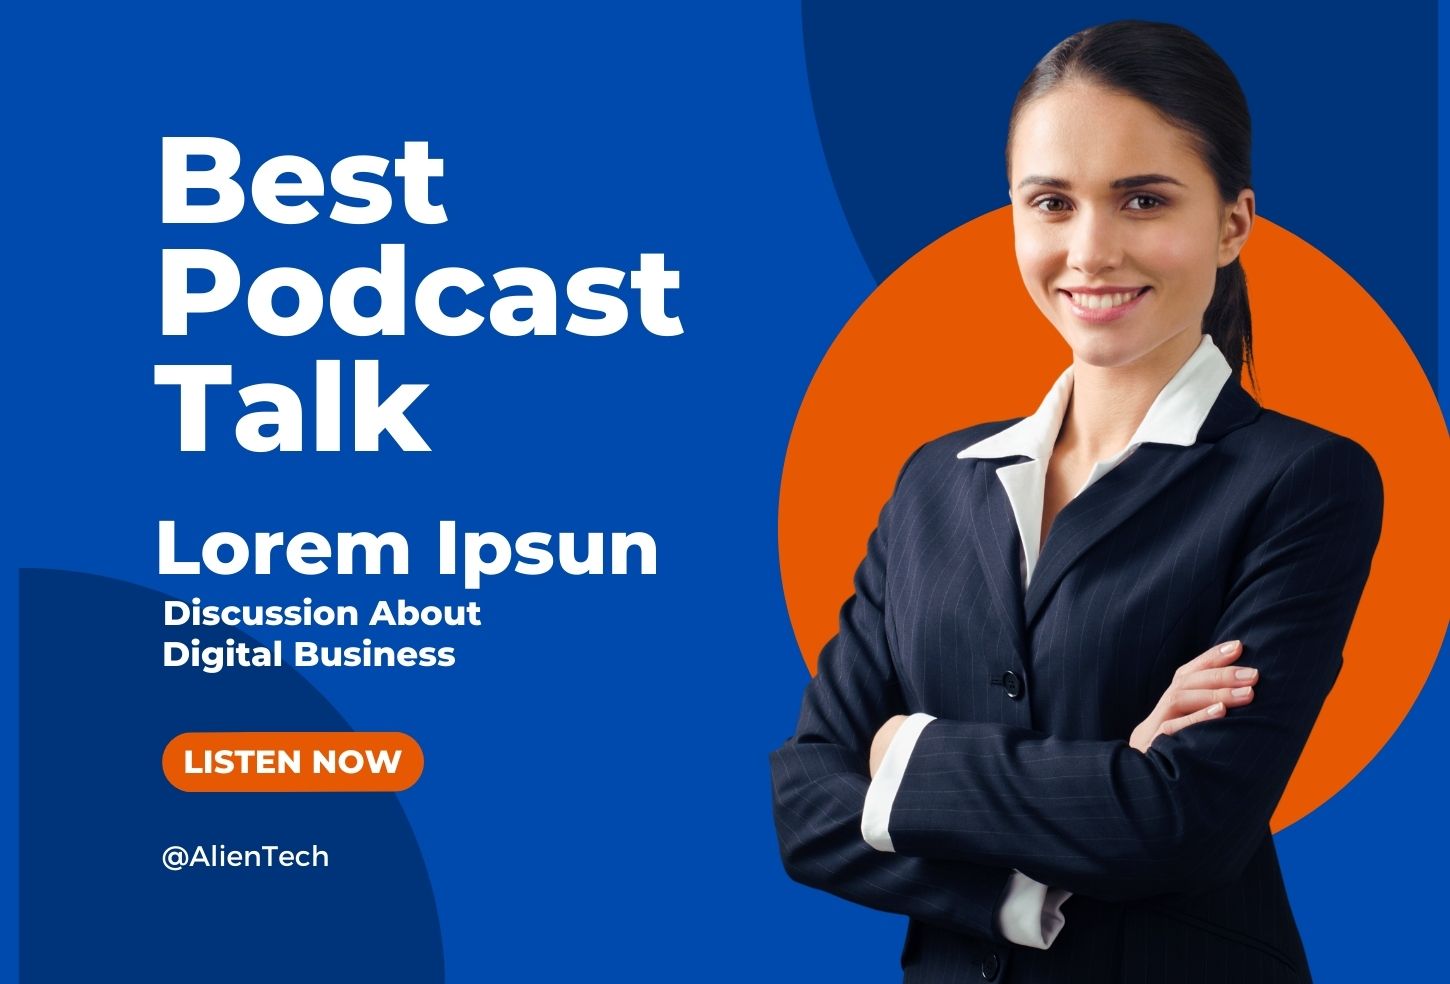 Best
Podcast
Talk
Lorem Ipsun
Discussion About
Digital Business
LISTEN NOW
@AlienTech